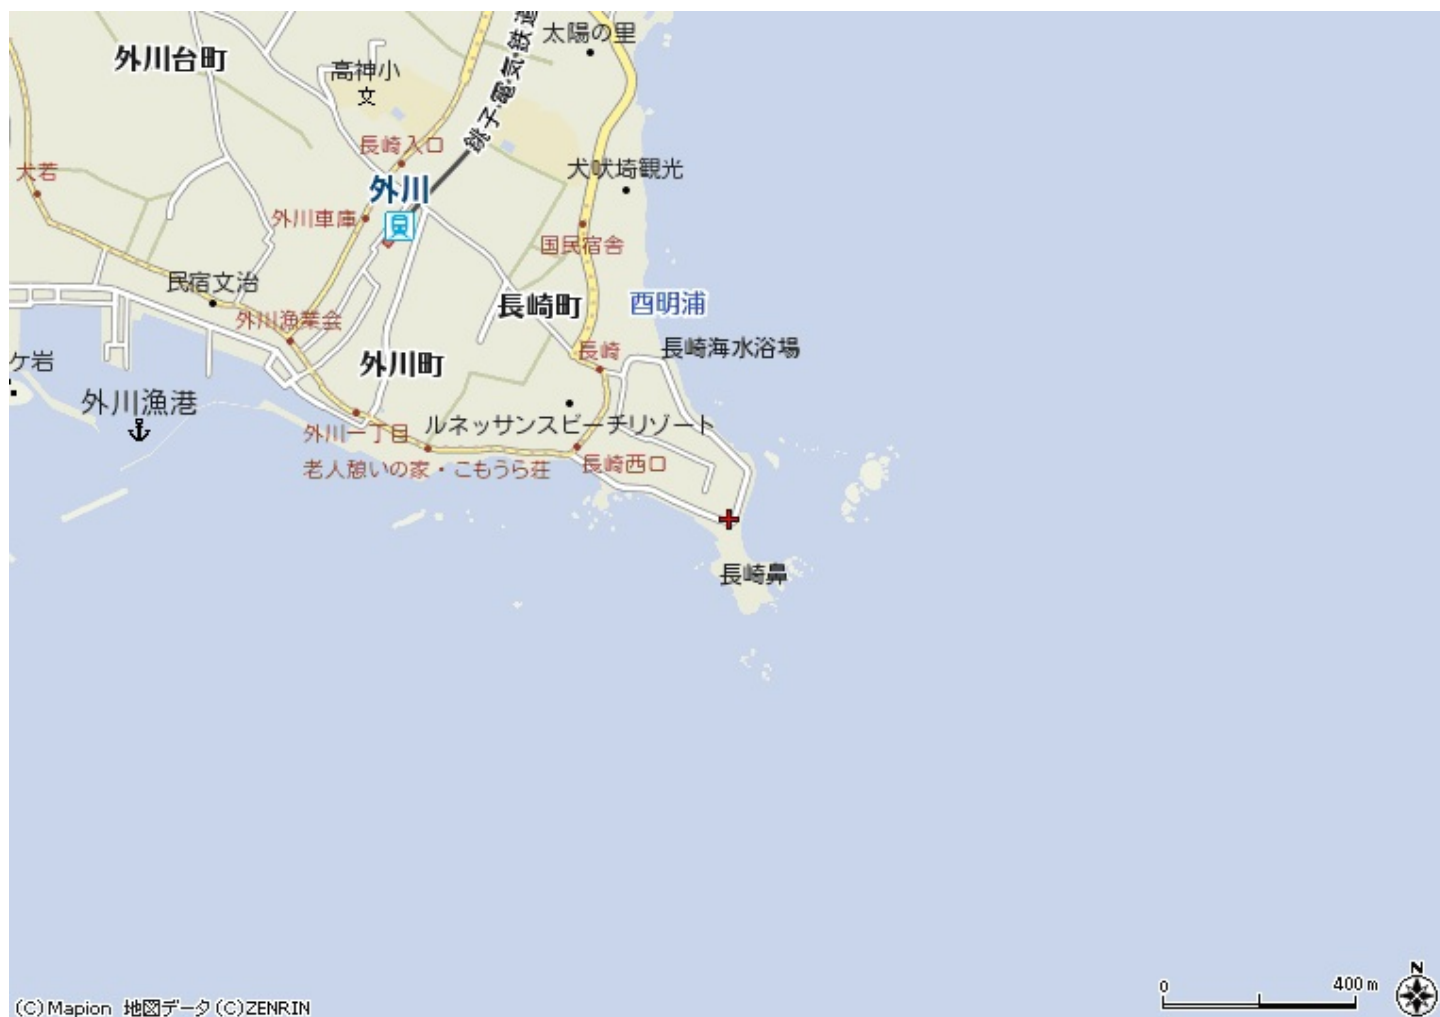 太陽の里
外川台町
高神小
文
銚子電気鉄道
長崎入口
犬若
犬吠埼観光
外川
外川車庫
国民宿舎
民宿文治
長崎町
酉明浦
外川漁業会
長崎
長崎海水浴場
ケ岩
外川町
外川漁港
ルネッサンスビーチリゾート
外川一丁目
老人憩いの家・こもうら荘
長崎西口
長崎鼻
N
0
400m
(C)Mapion 地図データ(C)ZENRIN